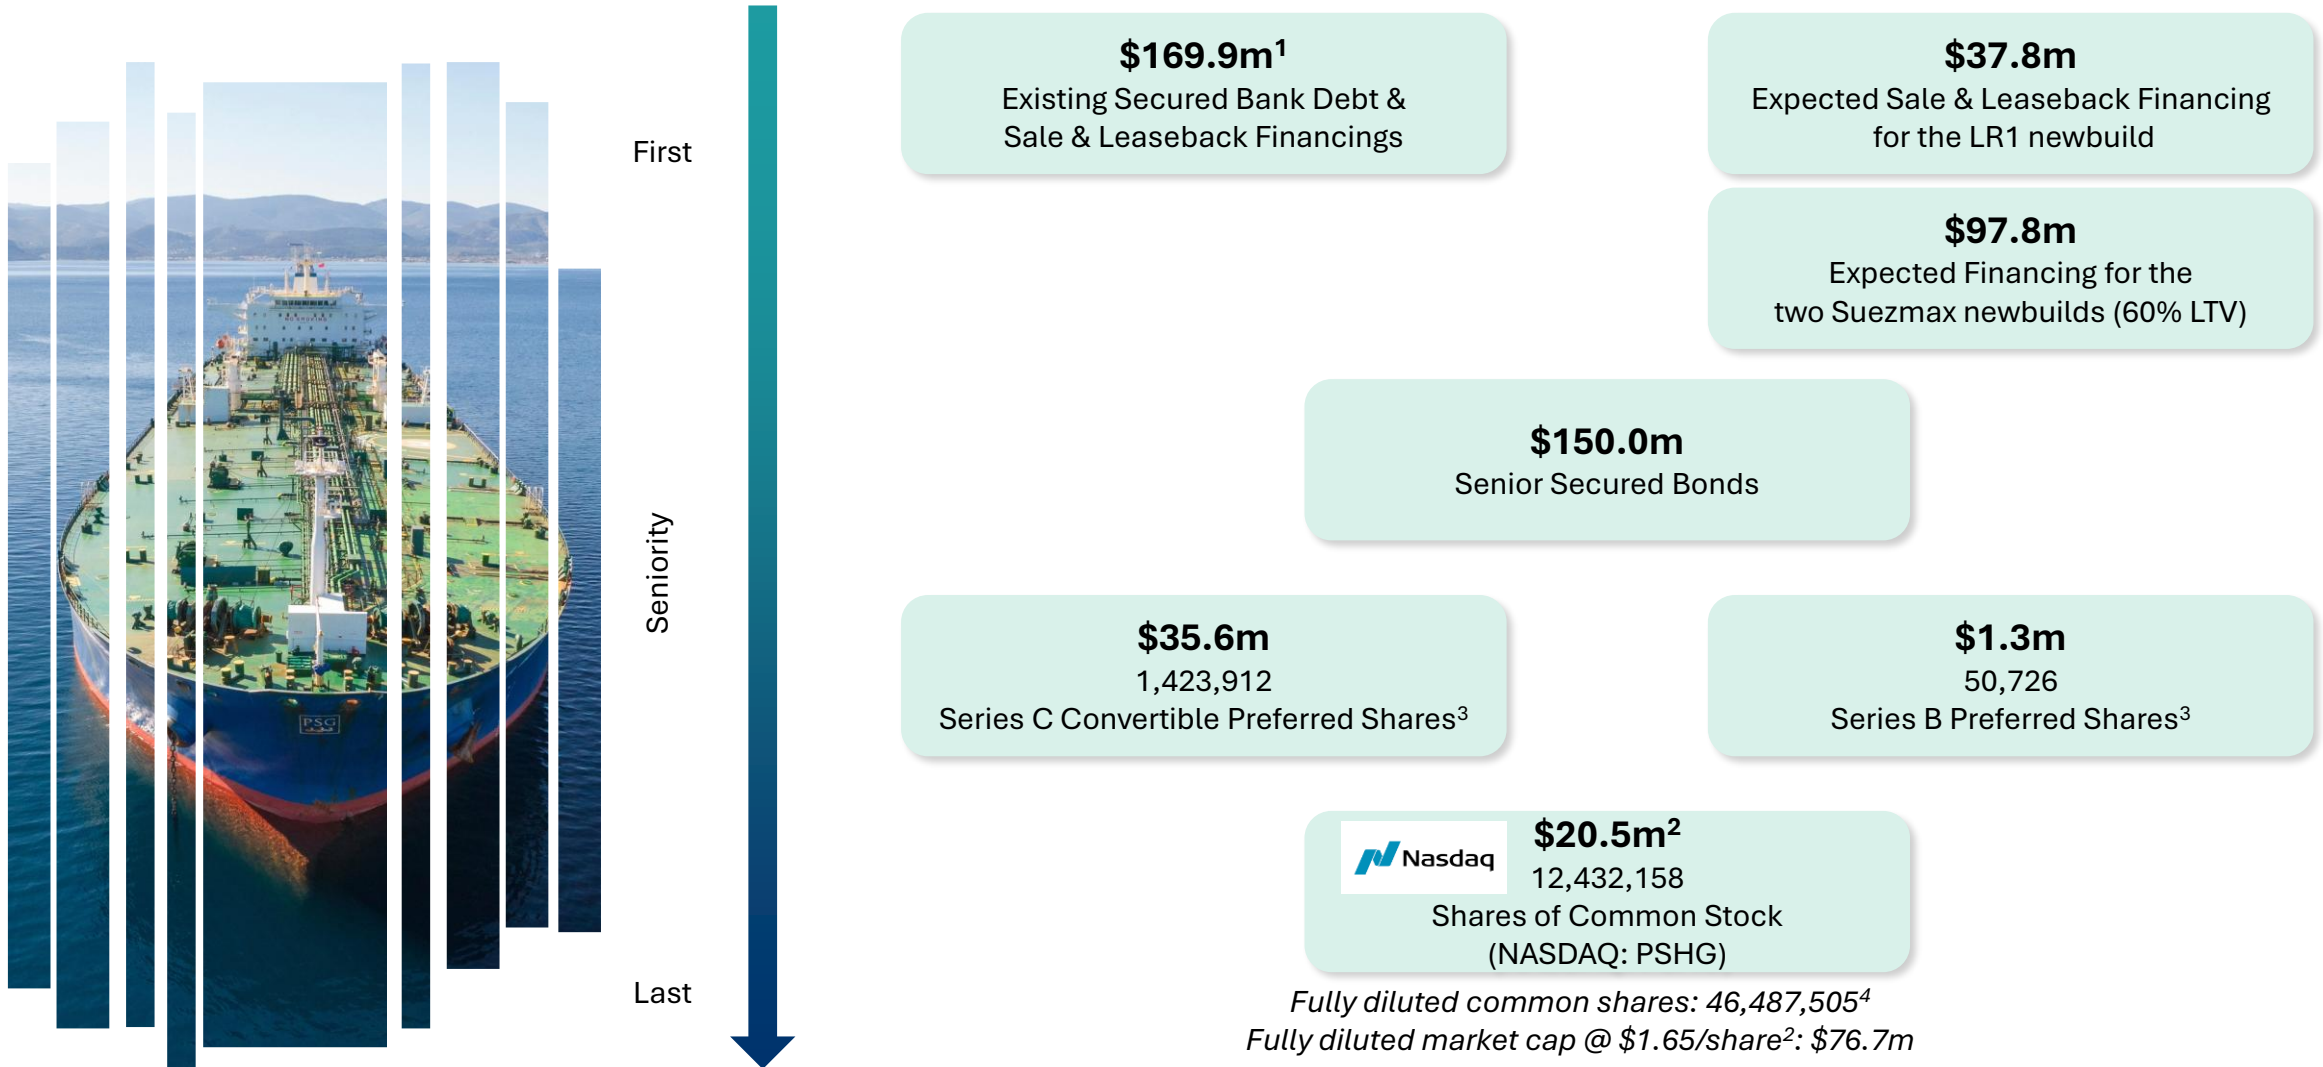 First
Seniority
Last
$169.9m¹
Existing Secured Bank Debt &
Sale & Leaseback Financings
$37.8m
Expected Sale & Leaseback Financing
for the LR1 newbuild
$97.8m
Expected Financing for the
two Suezmax newbuilds (60% LTV)
$150.0m
Senior Secured Bonds
$35.6m
1,423,912
Series C Convertible Preferred Shares³
$1.3m
50,726
Series B Preferred Shares³
Nasdaq
$20.5m²
12,432,158
Shares of Common Stock
(NASDAQ: PSHG)
Fully diluted common shares: 46,487,505⁴
Fully diluted market cap @ $1.65/share²: $76.7m
NO SMOKING
PSG